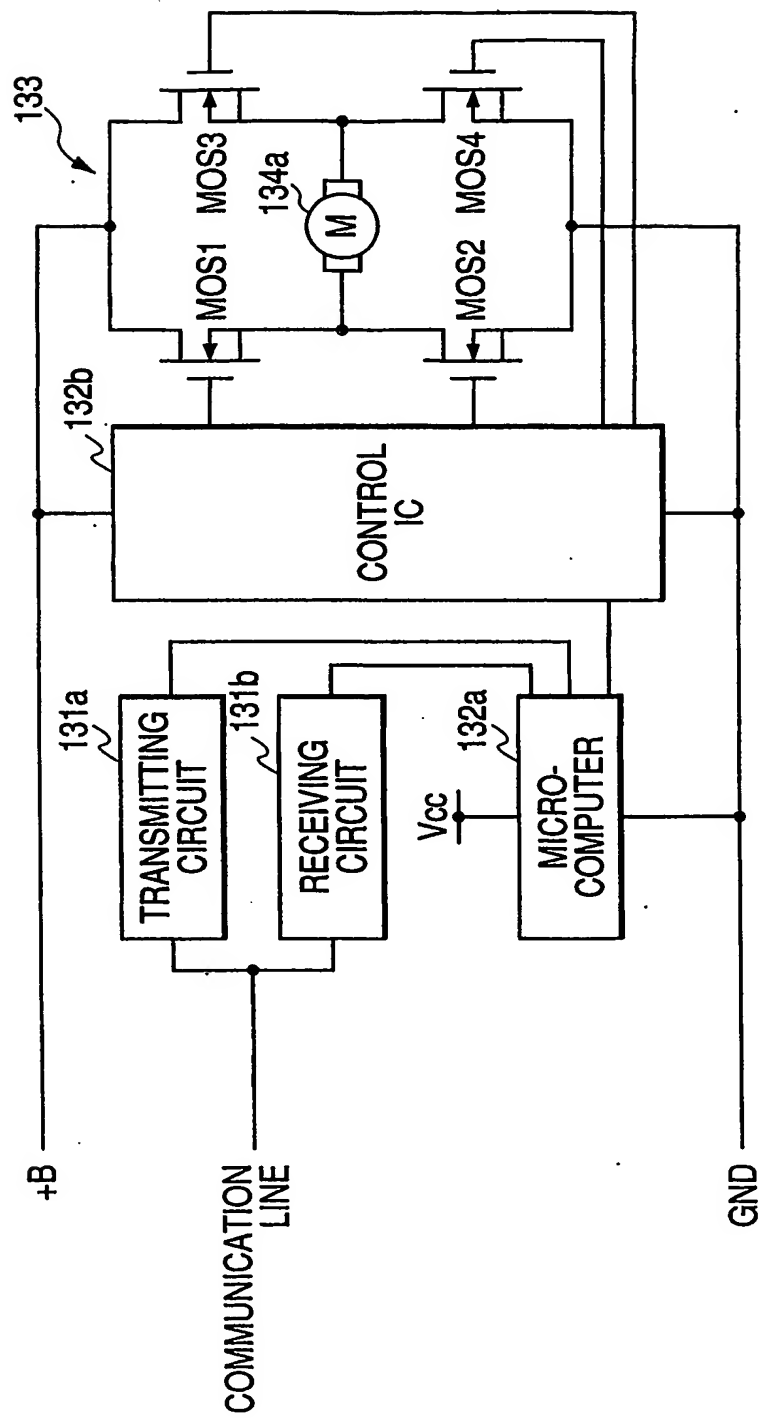 +B
COMMUNICATION
LINE
GND
131a
TRANSMITTING
CIRCUIT
131b
RECEIVING
CIRCUIT
Vcc
132a
MICRO-
COMPUTER
132b
CONTROL
IC
133
MOS1
MOS3
134a
M
MOS2
MOS4